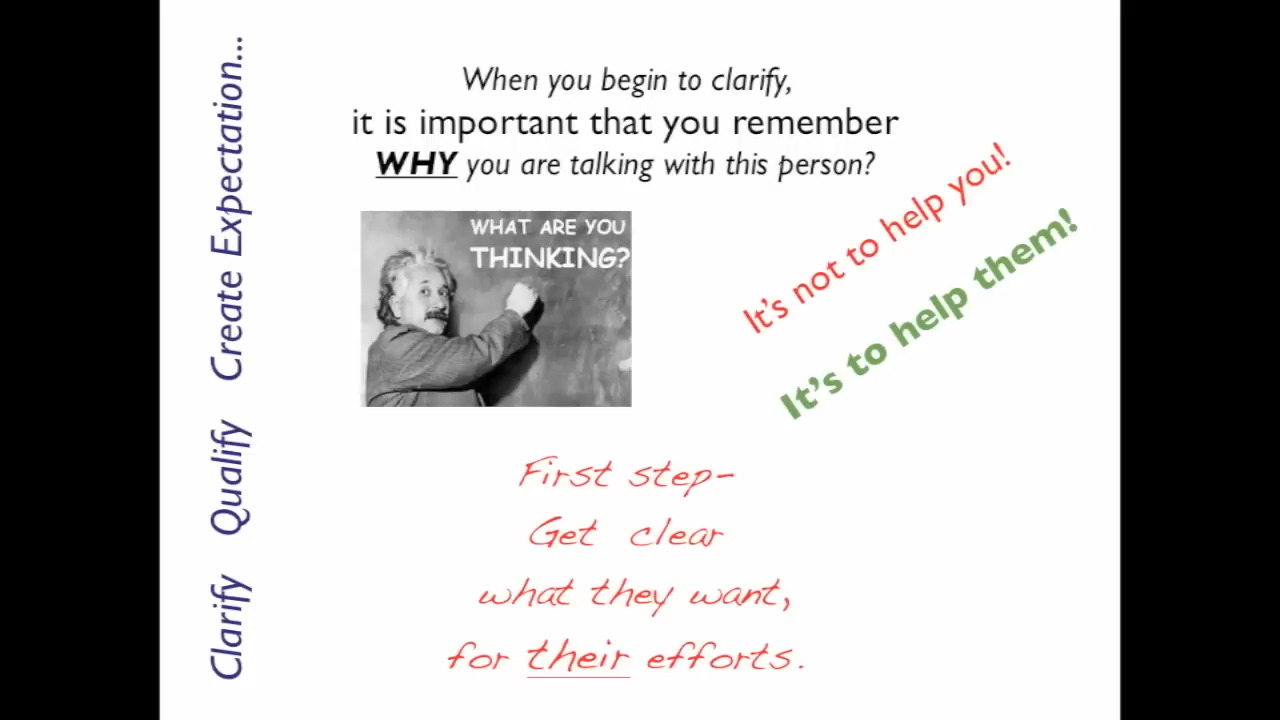 Clarify Qualify Create Expectation...
When you begin to clarify,
it is important that you remember
WHY you are talking with this person?
WHAT ARE YOU
THINKING?
It's not to help you!
It's to help them!
First step-
Get clear
what they want,
for their efforts.